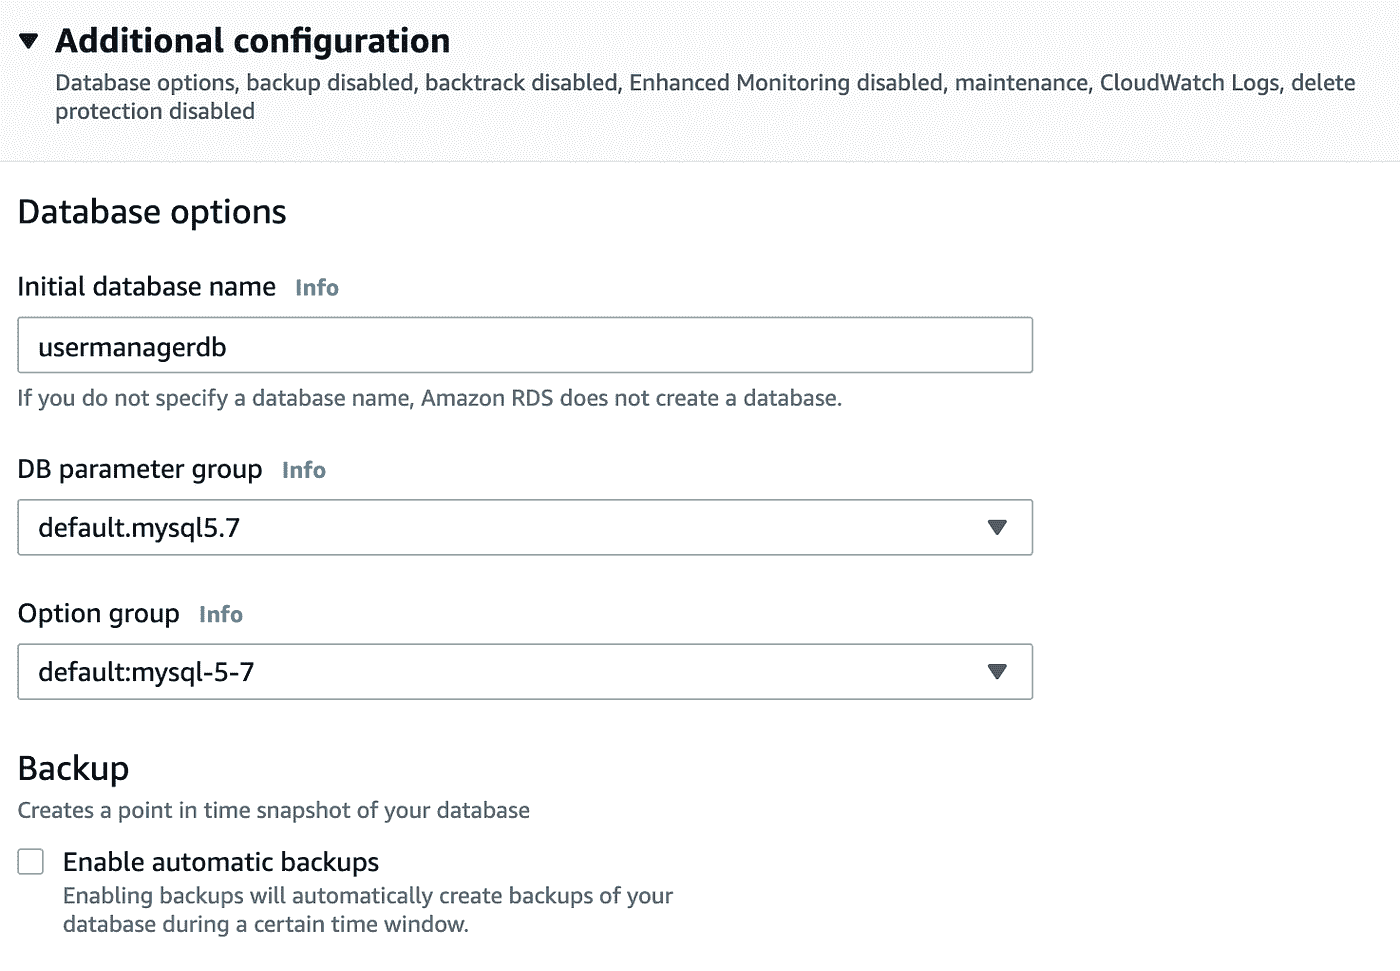 Additional configuration
Database options, backup disabled, backtrack disabled, Enhanced Monitoring disabled, maintenance, CloudWatch Logs, delete
protection disabled
Database options
Initial database name Info
usermanagerdb
If you do not specify a database name, Amazon RDS does not create a database.
DB parameter group Info
default.mysql5.7
Option group Info
default:mysql-5-7
Backup
Creates a point in time snapshot of your database
Enable automatic backups
Enabling backups will automatically create backups of your
database during a certain time window.